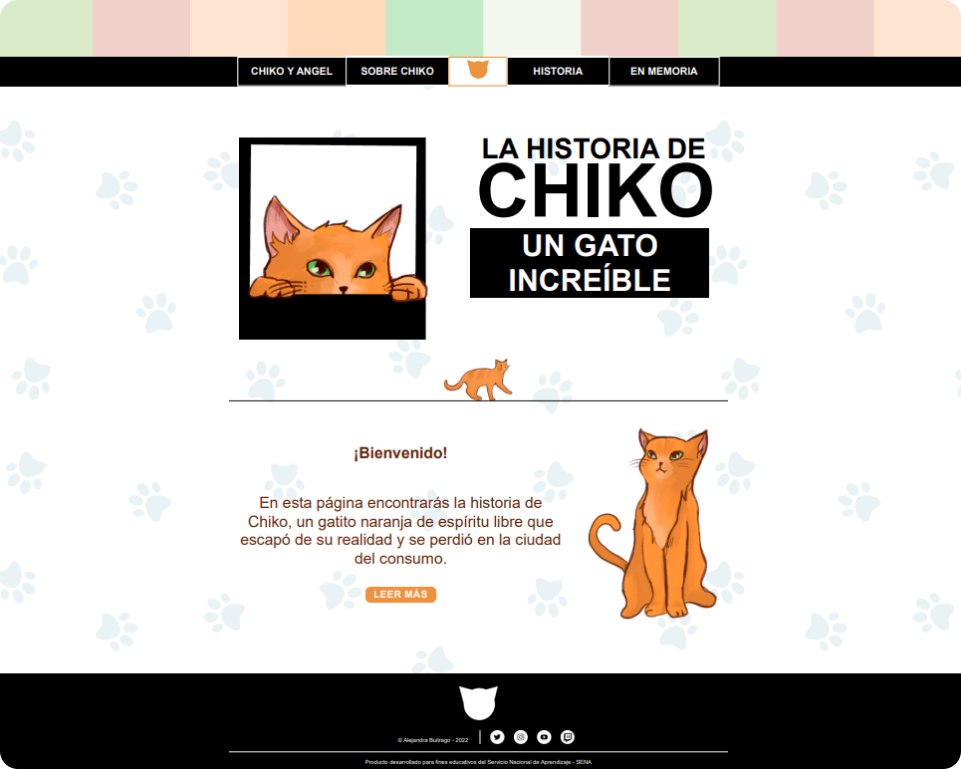 CHIKO Y ANGEL
SOBRE CHIKO
HISTORIA
EN MEMORIA
LA HISTORIA DE
CHIKO
UN GATO
INCREÍBLE
¡Bienvenido!
En esta página encontrarás la historia de
Chiko, un gatito naranja de espíritu libre que
escapó de su realidad y se perdió en la ciudad
del consumo.
LEER MÁS
© Alejandra Buitrago - 2022
Producto desarrollado para fines educativos del Servicio Nacional de Aprendizaje - SENA